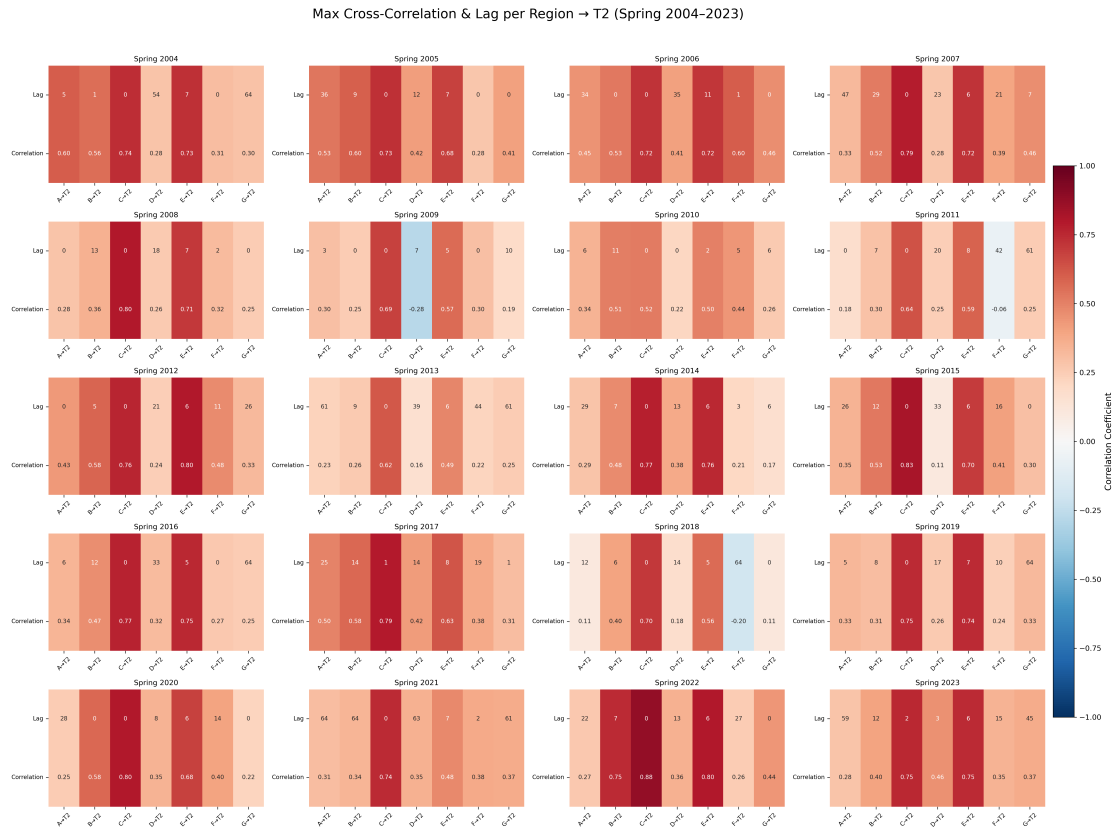 Max Cross-Correlation & Lag per Region → T2 (Spring 2004–2023)
Spring 2004 Spring 2005 Spring 2006 Spring 2007
Lag 5 1 0 54 7 0 64 36 9 0 12 7 0 0 34 0 0 35 11 1 0 47 29 0 23 6 21 7
Correlation 0.60 0.56 0.74 0.28 0.73 0.31 0.30 0.53 0.60 0.73 0.42 0.68 0.28 0.41 0.45 0.53 0.72 0.41 0.72 0.60 0.46 0.33 0.52 0.79 0.28 0.72 0.39 0.46
A→T2 B→T2 C→T2 D→T2 E→T2 F→T2 G→T2 A→T2 B→T2 C→T2 D→T2 E→T2 F→T2 G→T2 A→T2 B→T2 C→T2 D→T2 E→T2 F→T2 G→T2 A→T2 B→T2 C→T2 D→T2 E→T2 F→T2 G→T2
Spring 2008 Spring 2009 Spring 2010 Spring 2011
Lag 0 13 0 18 7 2 0 3 0 0 7 5 0 10 6 11 0 0 2 5 6 0 7 0 20 8 42 61
Correlation 0.28 0.36 0.80 0.26 0.71 0.32 0.25 0.30 0.25 0.69 -0.28 0.57 0.30 0.19 0.34 0.51 0.52 0.22 0.50 0.44 0.26 0.18 0.30 0.64 0.25 0.59 -0.06 0.25
A→T2 B→T2 C→T2 D→T2 E→T2 F→T2 G→T2 A→T2 B→T2 C→T2 D→T2 E→T2 F→T2 G→T2 A→T2 B→T2 C→T2 D→T2 E→T2 F→T2 G→T2 A→T2 B→T2 C→T2 D→T2 E→T2 F→T2 G→T2
Spring 2012 Spring 2013 Spring 2014 Spring 2015
Lag 0 5 0 21 6 11 26 61 9 0 39 6 44 61 29 7 0 13 6 3 6 26 12 0 33 6 16 0
Correlation 0.43 0.58 0.76 0.24 0.80 0.48 0.33 0.23 0.26 0.62 0.16 0.49 0.22 0.25 0.29 0.48 0.77 0.38 0.76 0.21 0.17 0.35 0.53 0.83 0.11 0.70 0.41 0.30
A→T2 B→T2 C→T2 D→T2 E→T2 F→T2 G→T2 A→T2 B→T2 C→T2 D→T2 E→T2 F→T2 G→T2 A→T2 B→T2 C→T2 D→T2 E→T2 F→T2 G→T2 A→T2 B→T2 C→T2 D→T2 E→T2 F→T2 G→T2
Spring 2016 Spring 2017 Spring 2018 Spring 2019
Lag 6 12 0 33 5 0 64 25 14 1 14 8 19 1 12 6 0 14 5 64 0 5 8 0 17 7 10 64
Correlation 0.34 0.47 0.77 0.32 0.75 0.27 0.25 0.50 0.58 0.79 0.42 0.63 0.38 0.31 0.11 0.40 0.70 0.18 0.56 -0.20 0.11 0.33 0.31 0.75 0.26 0.74 0.24 0.33
A→T2 B→T2 C→T2 D→T2 E→T2 F→T2 G→T2 A→T2 B→T2 C→T2 D→T2 E→T2 F→T2 G→T2 A→T2 B→T2 C→T2 D→T2 E→T2 F→T2 G→T2 A→T2 B→T2 C→T2 D→T2 E→T2 F→T2 G→T2
Spring 2020 Spring 2021 Spring 2022 Spring 2023
Lag 28 0 0 8 6 14 0 64 64 0 63 7 2 61 22 7 0 13 6 27 0 59 12 2 3 6 15 45
Correlation 0.25 0.58 0.80 0.35 0.68 0.40 0.22 0.31 0.34 0.74 0.35 0.48 0.38 0.37 0.27 0.75 0.88 0.36 0.80 0.26 0.44 0.28 0.40 0.75 0.46 0.75 0.35 0.37
A→T2 B→T2 C→T2 D→T2 E→T2 F→T2 G→T2 A→T2 B→T2 C→T2 D→T2 E→T2 F→T2 G→T2 A→T2 B→T2 C→T2 D→T2 E→T2 F→T2 G→T2 A→T2 B→T2 C→T2 D→T2 E→T2 F→T2 G→T2
1.00
0.75
0.50
0.25
0.00
−0.25
−0.50
−0.75
−1.00
Correlation Coefficient